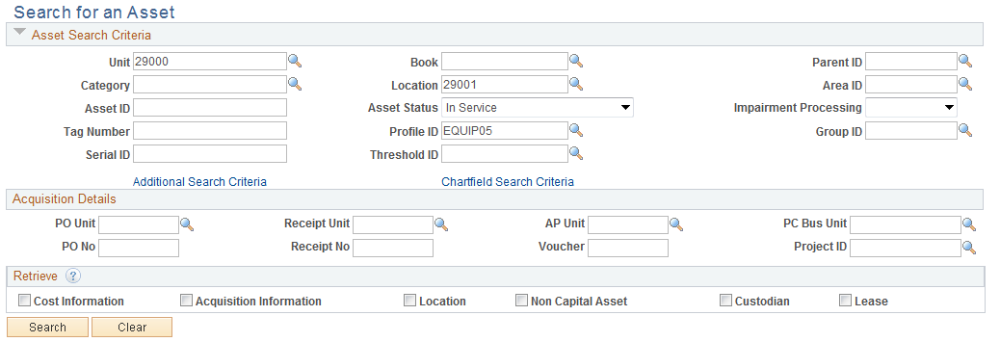 Search for an Asset
Asset Search Criteria
Unit 29000 Book Parent ID
Category Location 29001 Area ID
Asset ID Asset Status In Service Impairment Processing
Tag Number Profile ID EQUIP05 Group ID
Serial ID Threshold ID
Additional Search Criteria Chartfield Search Criteria
Acquisition Details
PO Unit Receipt Unit AP Unit PC Bus Unit
PO No Receipt No Voucher Project ID
Retrieve ?
Cost Information Acquisition Information Location Non Capital Asset Custodian Lease
Search Clear